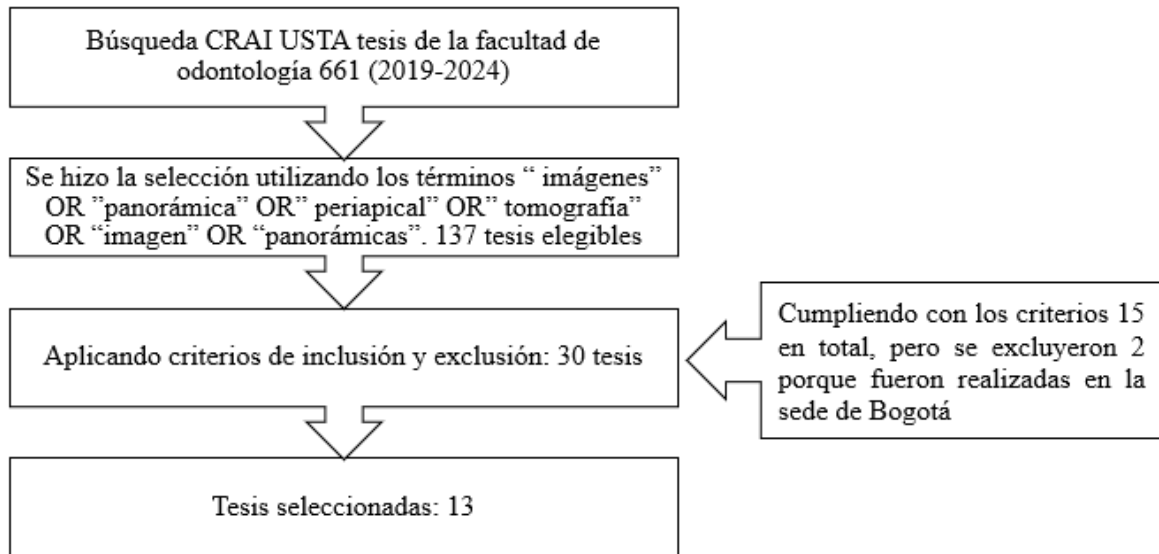 Búsqueda CRAI USTA tesis de la facultad de
odontología 661 (2019-2024)
Se hizo la selección utilizando los términos “ imágenes”
OR ”panorámica” OR” periapical” OR” tomografía”
OR “imagen” OR “panorámicas”. 137 tesis elegibles
Aplicando criterios de inclusión y exclusión: 30 tesis
Cumpliendo con los criterios 15
en total, pero se excluyeron 2
porque fueron realizadas en la
sede de Bogotá
Tesis seleccionadas: 13